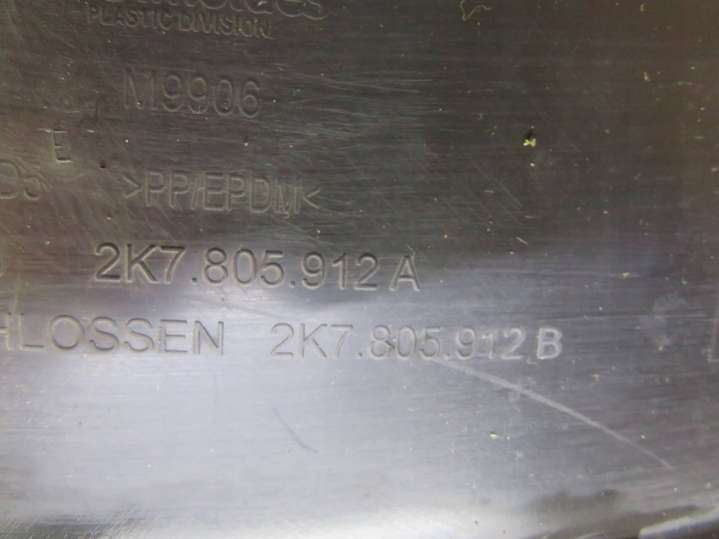 PLASTIC DIVISION
M9906
E
>PP/EPDM<
2K7.805.912 A
HLOSSEN 2K7.805.912 B